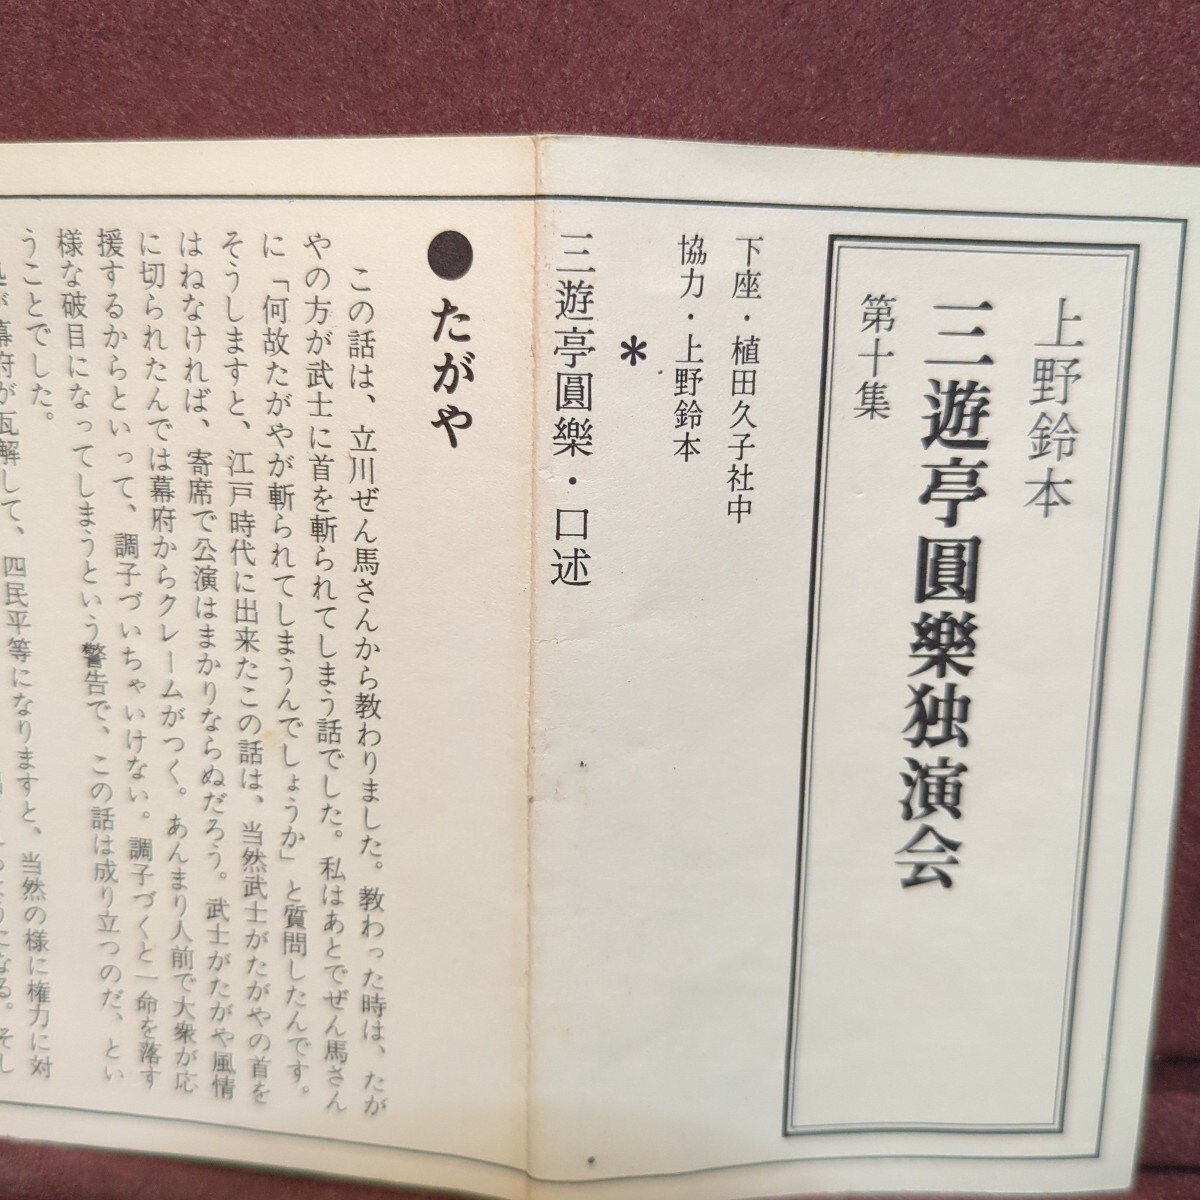 上野鈴本
三遊亭圓樂独演会
第十集
下座・植田久子社中
協力・上野鈴本
*
三遊亭圓樂・口述
●たがや
この話は、立川ぜん馬さんから教わりました。教わった時は、たが
やの方が武士に首を斬られてしまう話でした。私はあとでぜん馬さん
に「何故たがやが斬られてしまうんでしょうか」と質問したんです。
そうしますと、江戸時代に出来たこの話は、当然武士がたがやの首を
はねなければ、寄席で公演はまかりならぬだろう。武士がたがや風情
に切られたんでは幕府からクレームがつく。あんまり人前で大衆が応
援するからといって、調子づいちゃいけない。調子づくと一命を落す
様な破目になってしまうという警告で、この話は成り立つのだ、とい
うことでした。
が幕府が瓦解して、四民平等になりますと、当然の様に権力に対
になる。そし